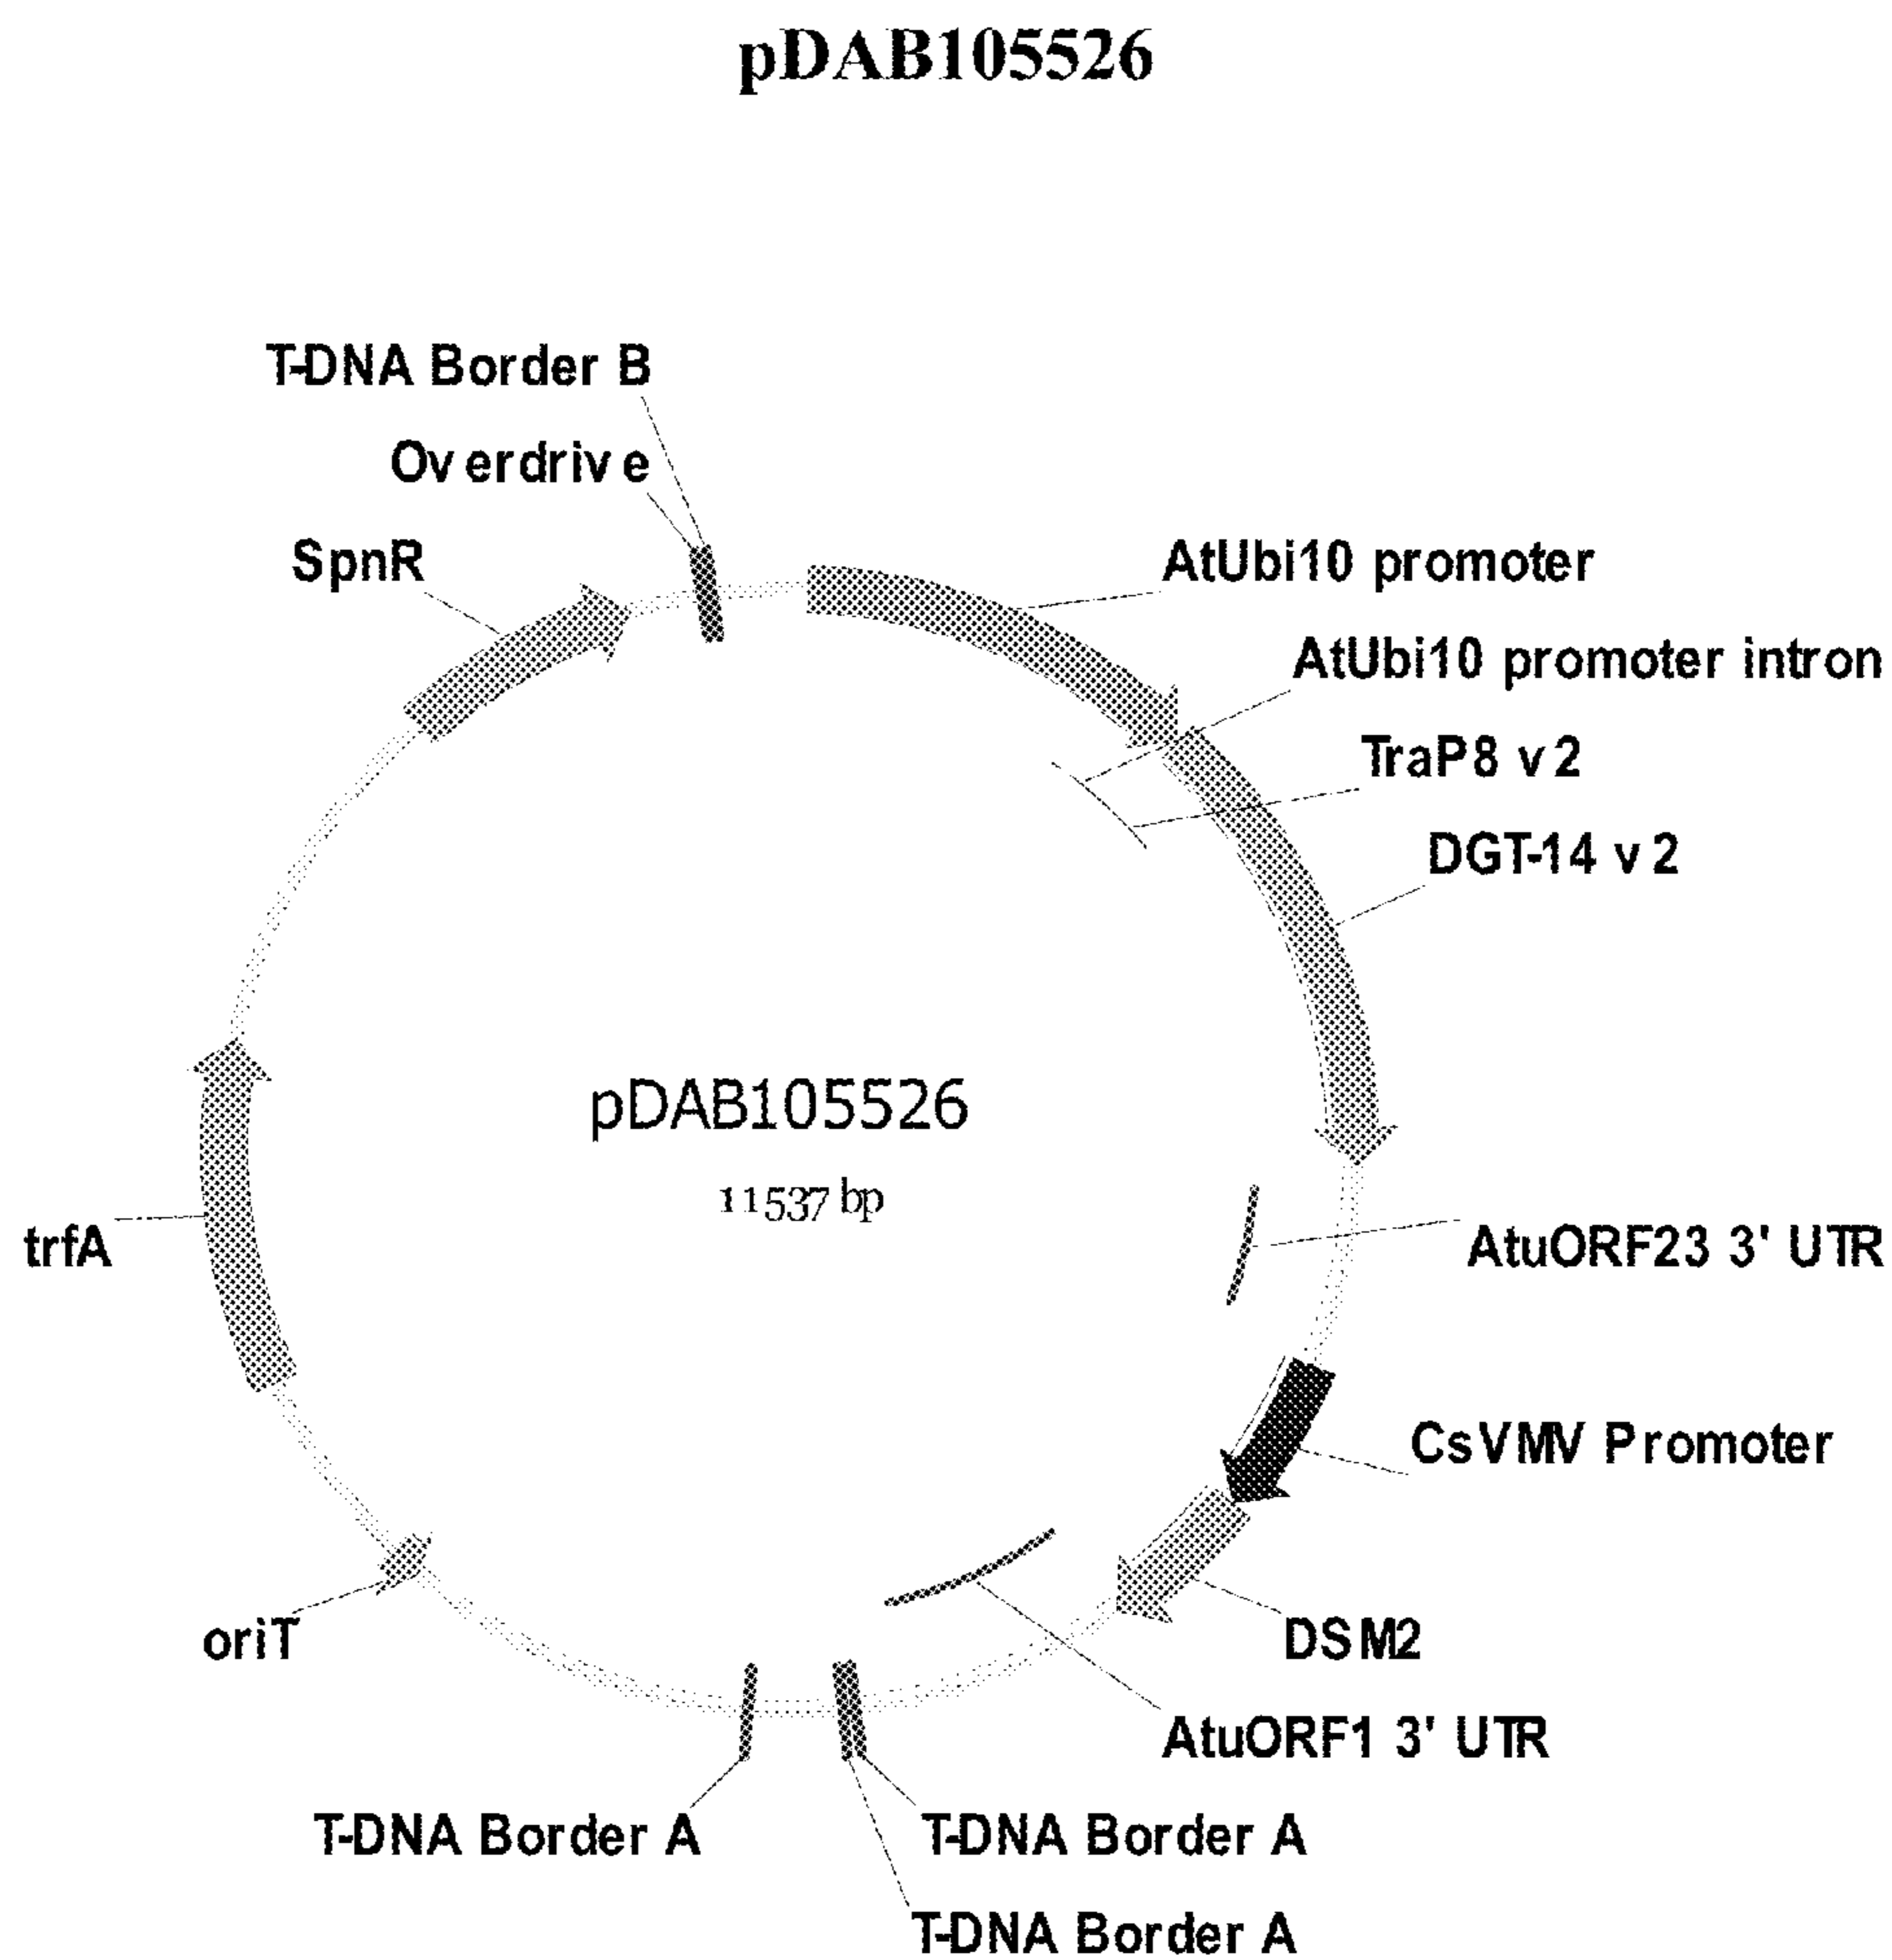 pDAB105526
T-DNA Border B
Overdrive
SpnR
AtUbi10 promoter
AtUbi10 promoter intron
TraP8 v2
DGT-14 v2
pDAB105526
11537 bp
trfA
AtuORF23 3' UTR
CsVMV Promoter
oriT
DSM2
AtuORF1 3' UTR
T-DNA Border A
T-DNA Border A
T-DNA Border A